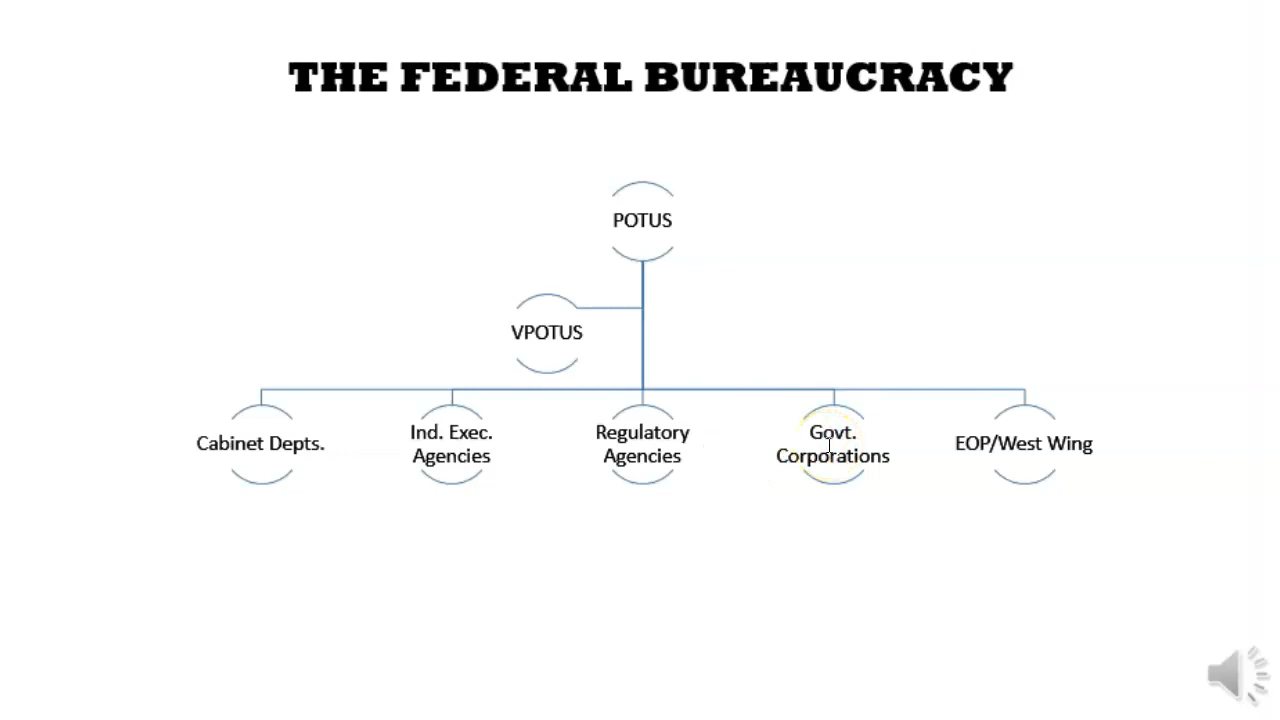 THE FEDERAL BUREAUCRACY
POTUS
VPOTUS
Cabinet Depts.
Ind. Exec.
Agencies
Regulatory
Agencies
Govt.
Corporations
EOP/West Wing